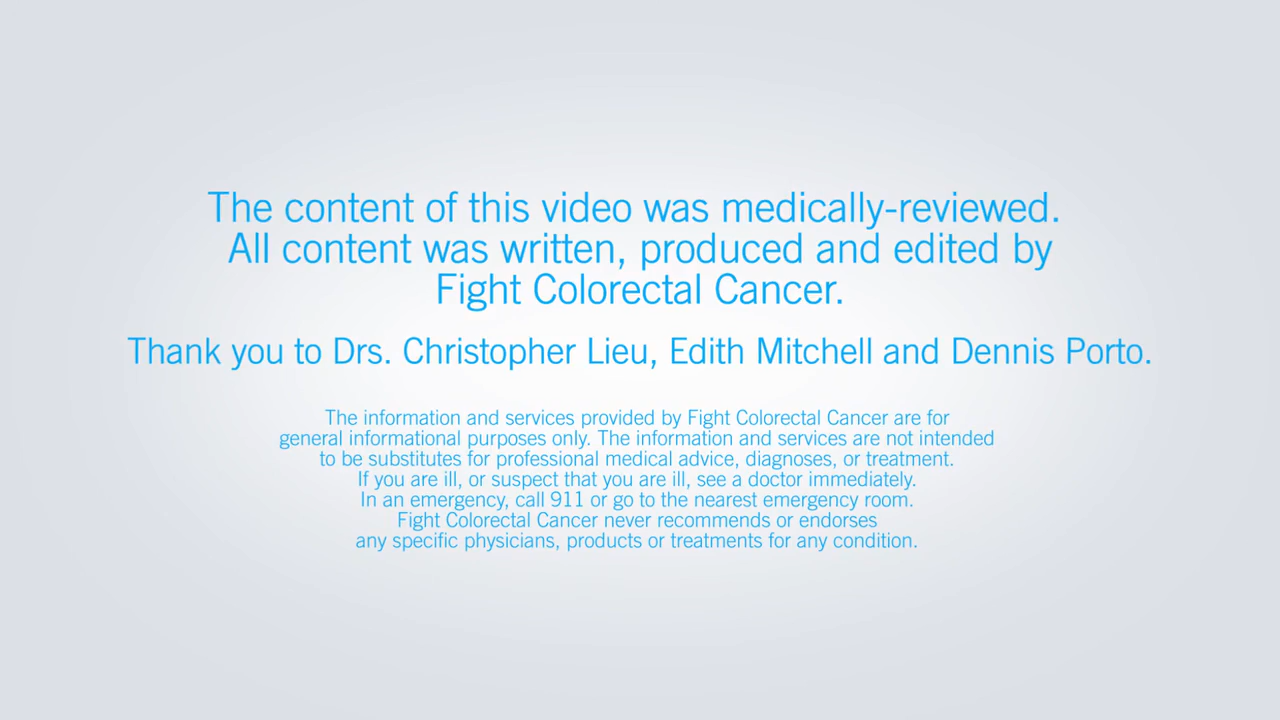 The content of this video was medically-reviewed.
All content was written, produced and edited by
Fight Colorectal Cancer.
Thank you to Drs. Christopher Lieu, Edith Mitchell and Dennis Porto.
The information and services provided by Fight Colorectal Cancer are for
general informational purposes only. The information and services are not intended
to be substitutes for professional medical advice, diagnoses, or treatment.
If you are ill, or suspect that you are ill, see a doctor immediately.
In an emergency, call 911 or go to the nearest emergency room.
Fight Colorectal Cancer never recommends or endorses
any specific physicians, products or treatments for any condition.